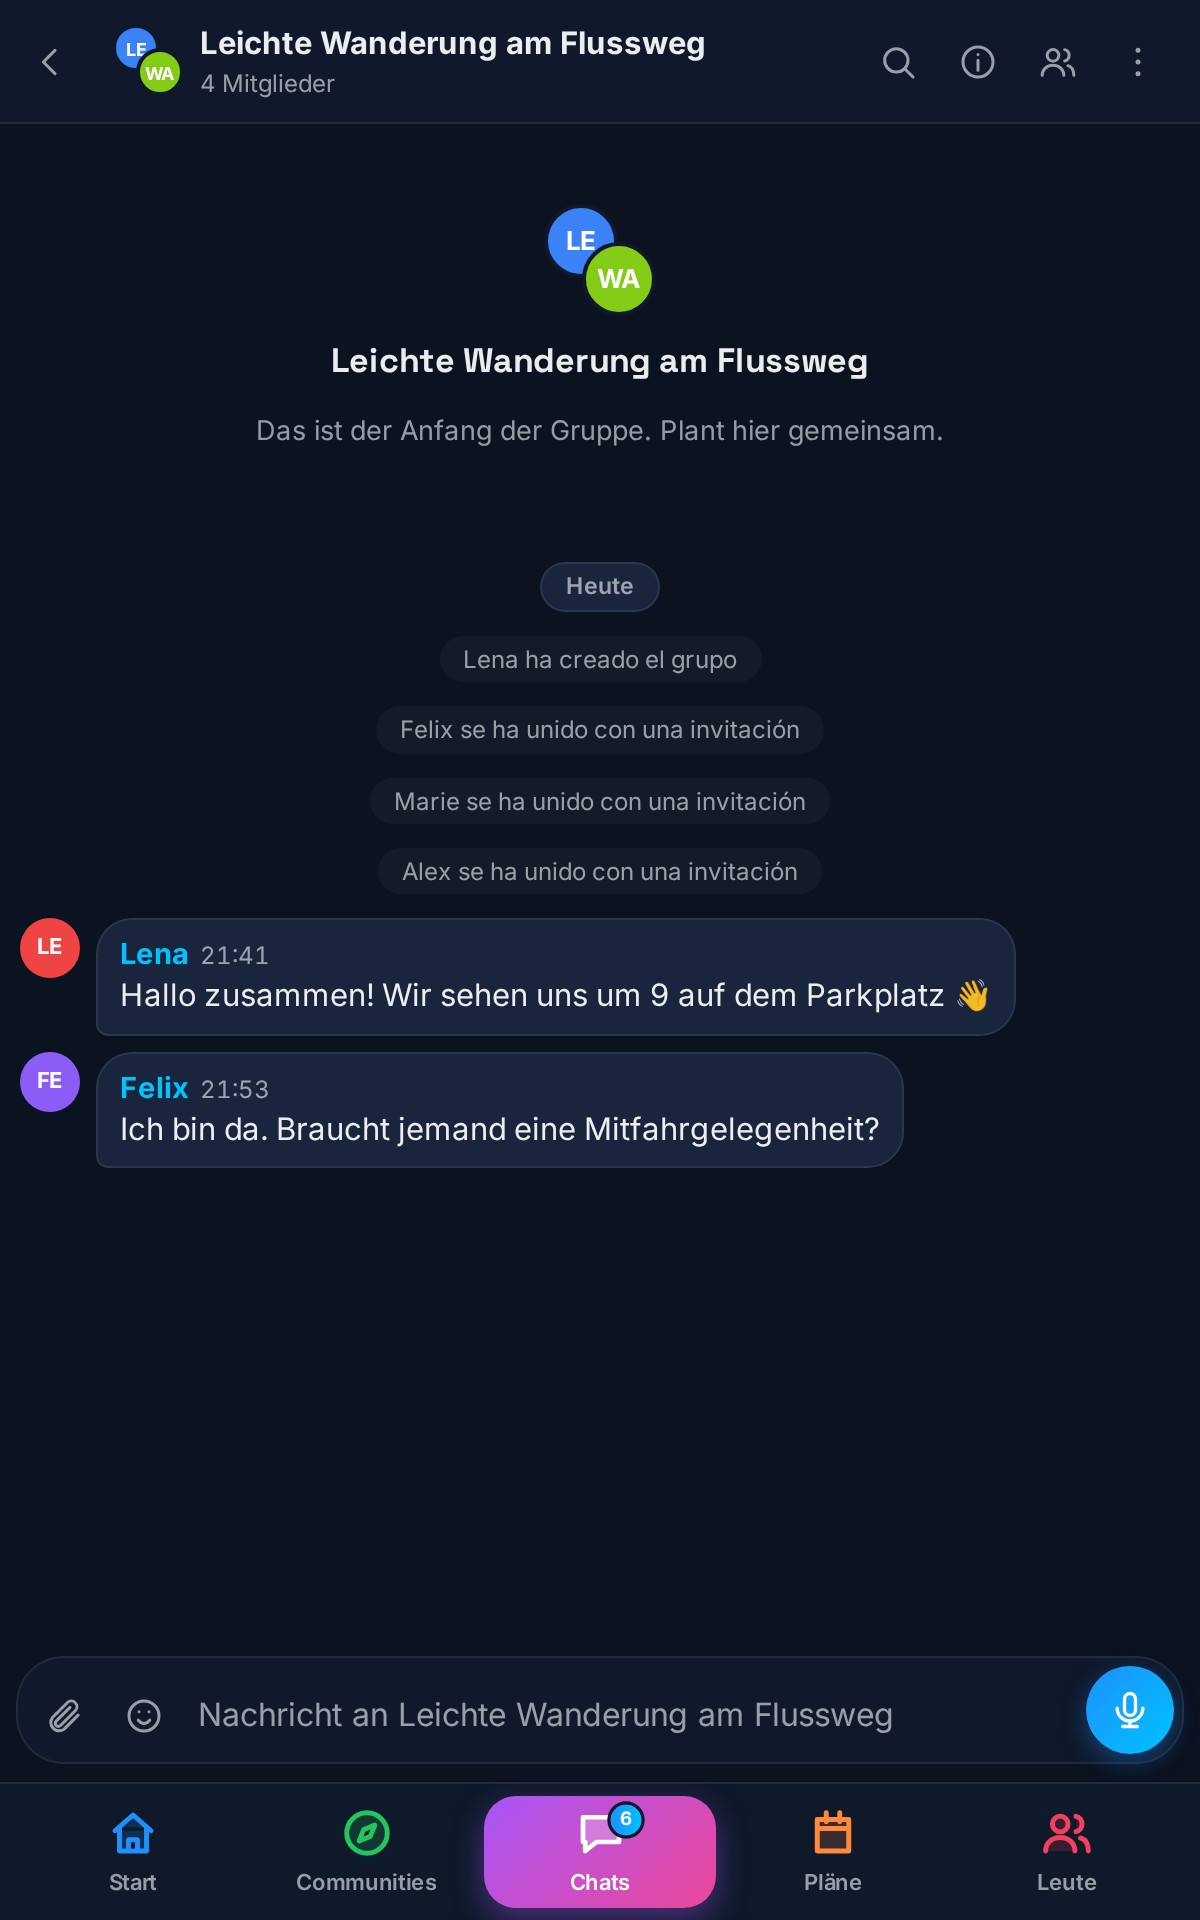 LE
WA
Leichte Wanderung am Flussweg
4 Mitglieder
LE
WA
Leichte Wanderung am Flussweg
Das ist der Anfang der Gruppe. Plant hier gemeinsam.
Heute
Lena ha creado el grupo
Felix se ha unido con una invitación
Marie se ha unido con una invitación
Alex se ha unido con una invitación
LE
Lena 21:41
Hallo zusammen! Wir sehen uns um 9 auf dem Parkplatz 👋
FE
Felix 21:53
Ich bin da. Braucht jemand eine Mitfahrgelegenheit?
Nachricht an Leichte Wanderung am Flussweg
6
Start
Communities
Chats
Pläne
Leute